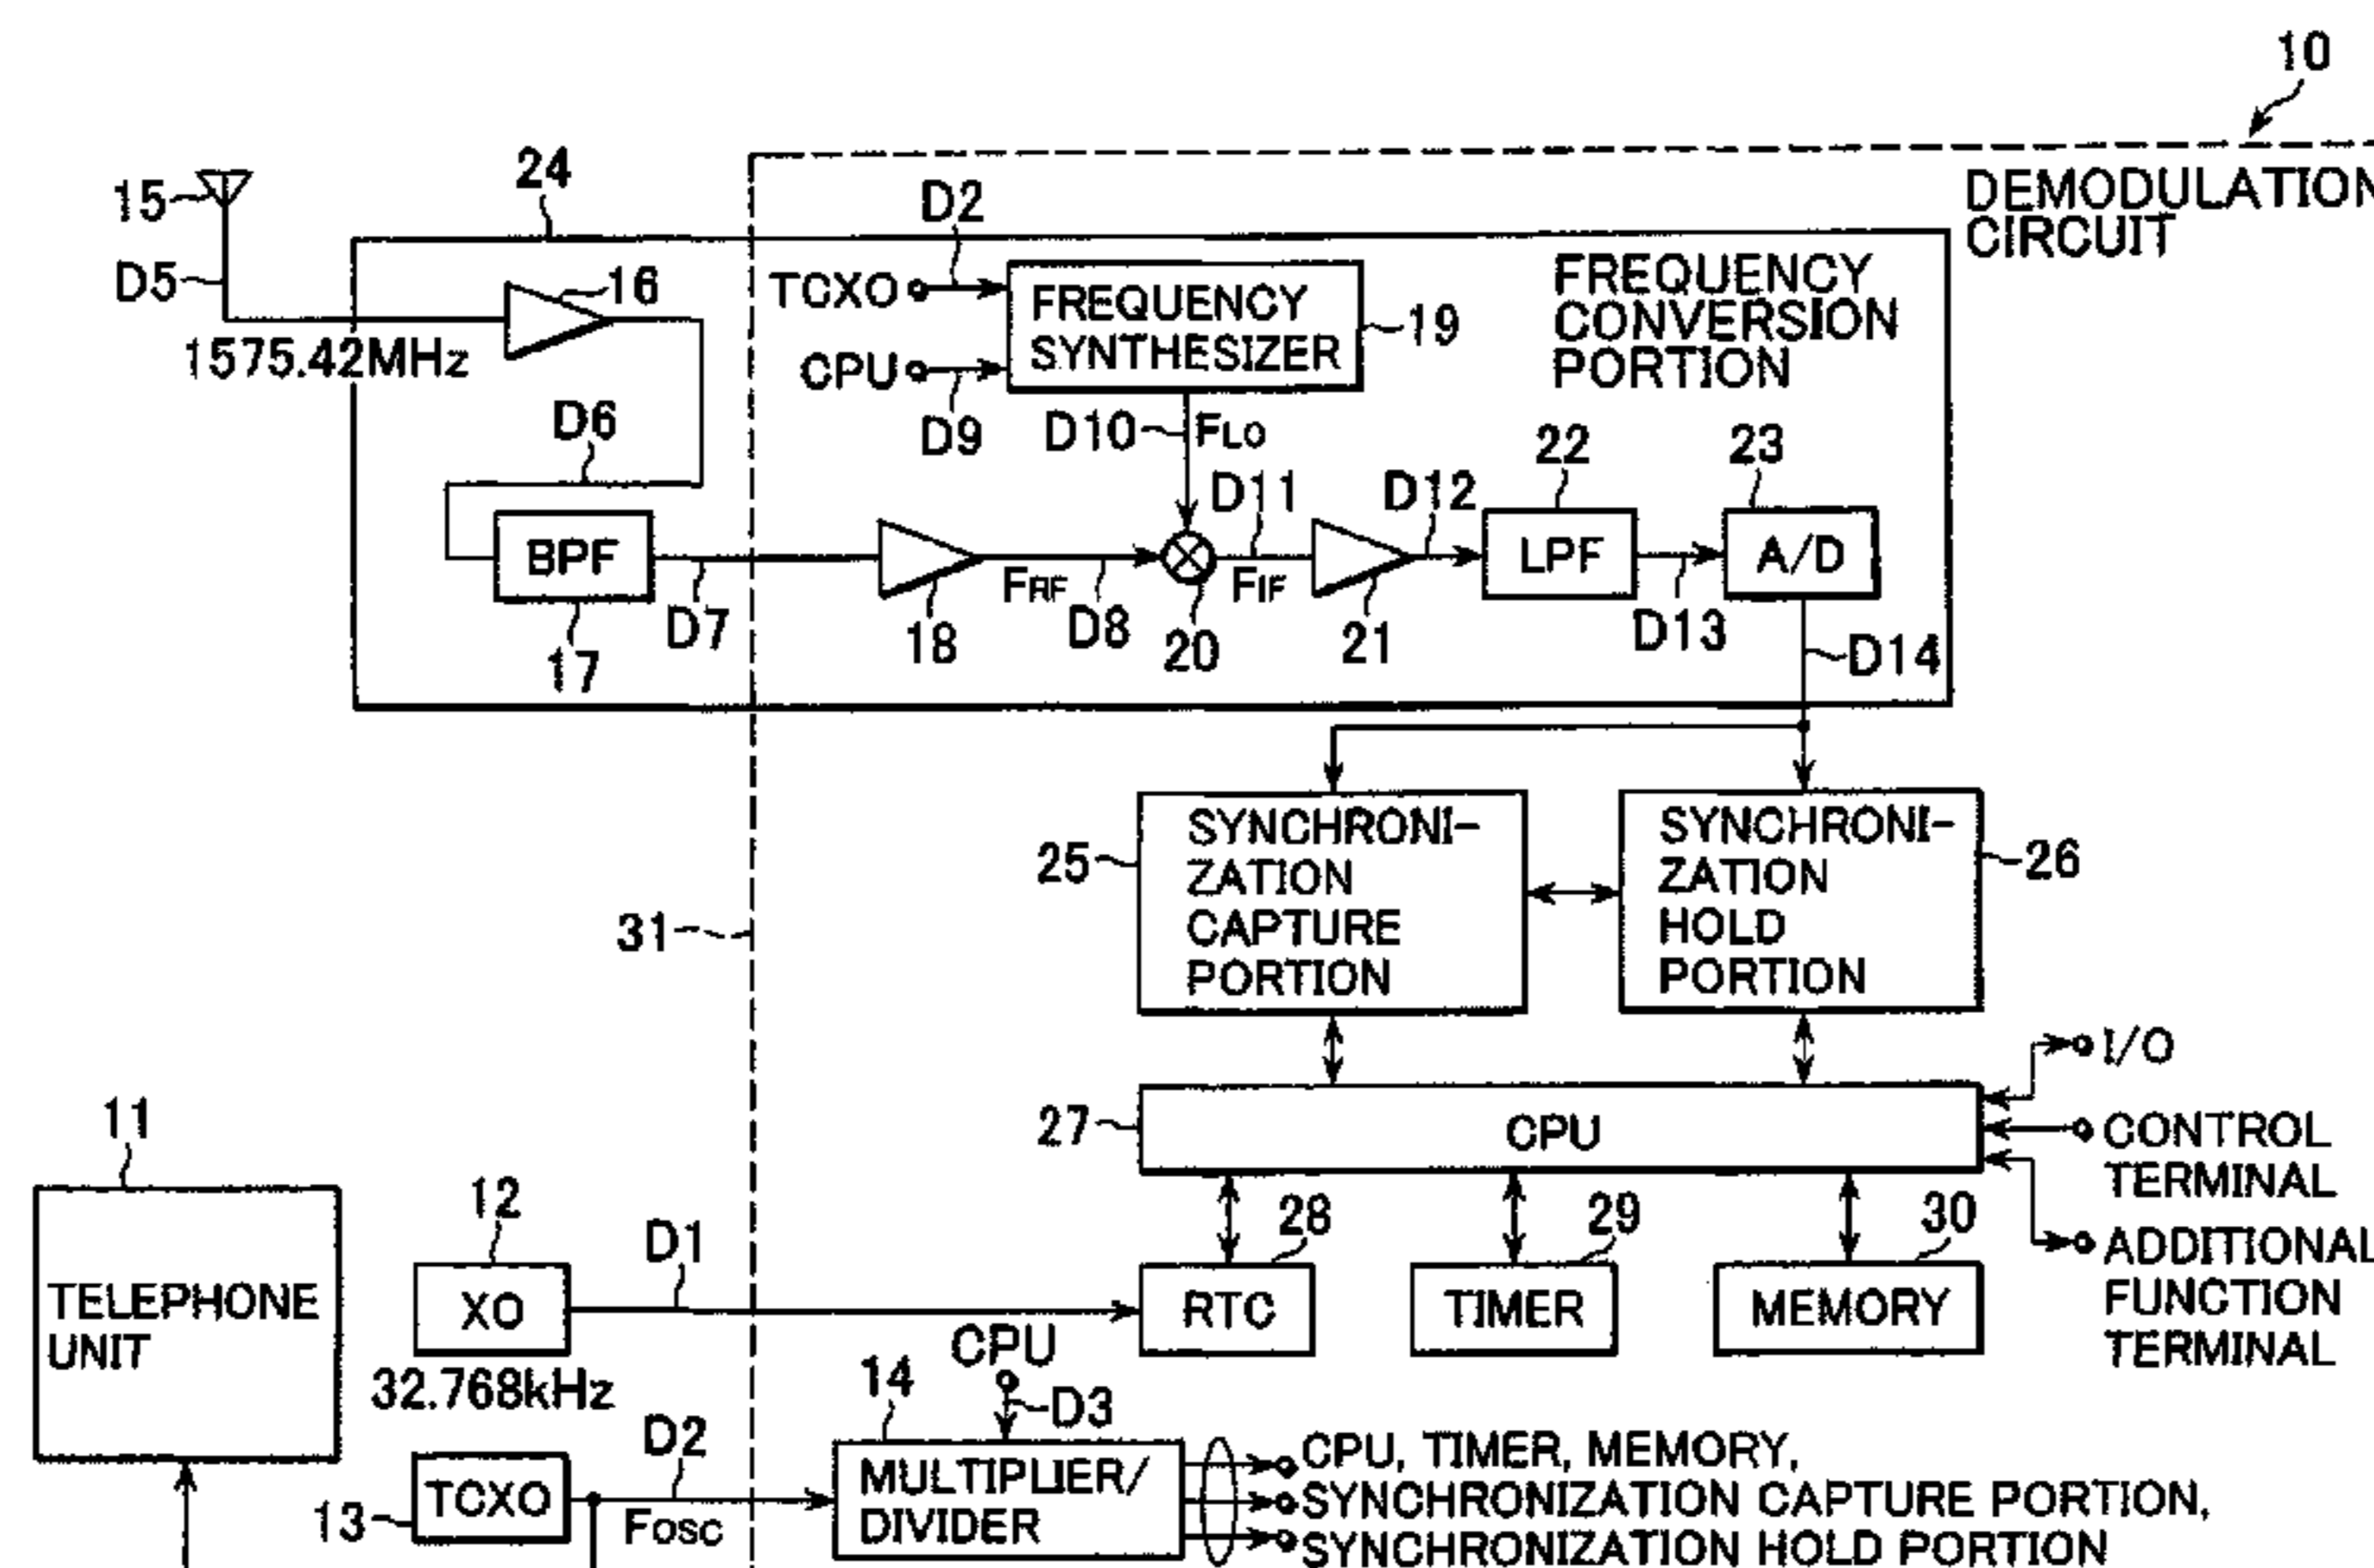 10
DEMODULATION
CIRCUIT
24
15
D2
D5
16
TCXO
FREQUENCY
SYNTHESIZER
19
FREQUENCY
CONVERSION
PORTION
1575.42MHz
CPU
D9
D6
D10
FLO
22
23
D11
D12
BPF
LPF
A/D
FRF
FIF
17
D7
18
D8
20
21
D13
D14
SYNCHRONI-
ZATION
CAPTURE
PORTION
25
SYNCHRONI-
ZATION
HOLD
PORTION
26
31
I/O
27
CPU
CONTROL
TERMINAL
11
12
D1
28
29
30
ADDITIONAL
FUNCTION
TERMINAL
TELEPHONE
UNIT
XO
RTC
TIMER
MEMORY
32.768kHz
CPU
14
D3
D2
13
TCXO
FOSC
MULTIPLIER/
DIVIDER
CPU, TIMER, MEMORY,
SYNCHRONIZATION CAPTURE PORTION,
SYNCHRONIZATION HOLD PORTION